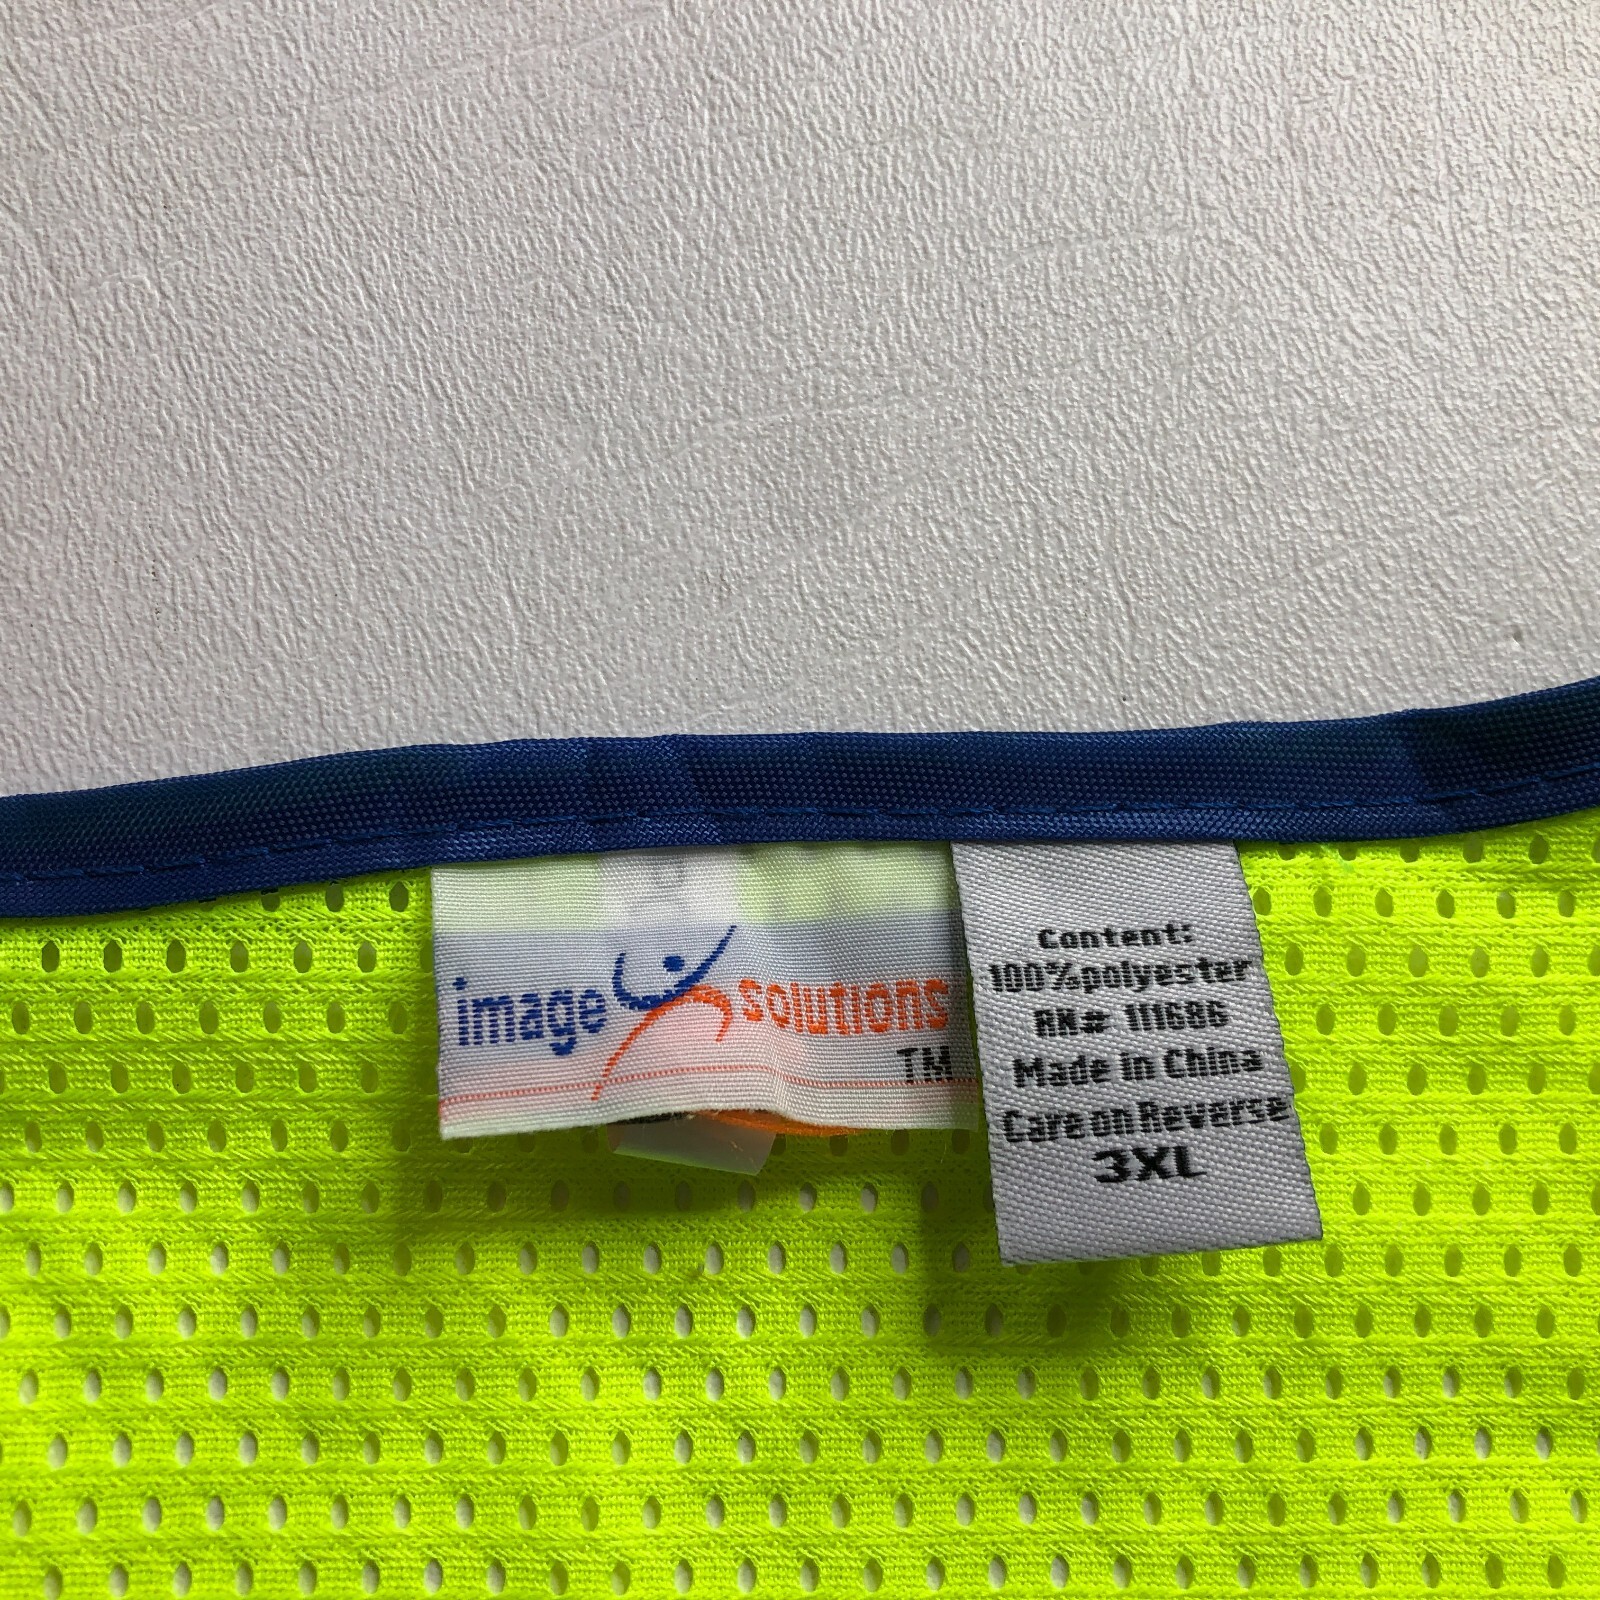 image solutions
TM
Content:
100%polyester
RN# 111686
Made in China
Care on Reverse
3XL